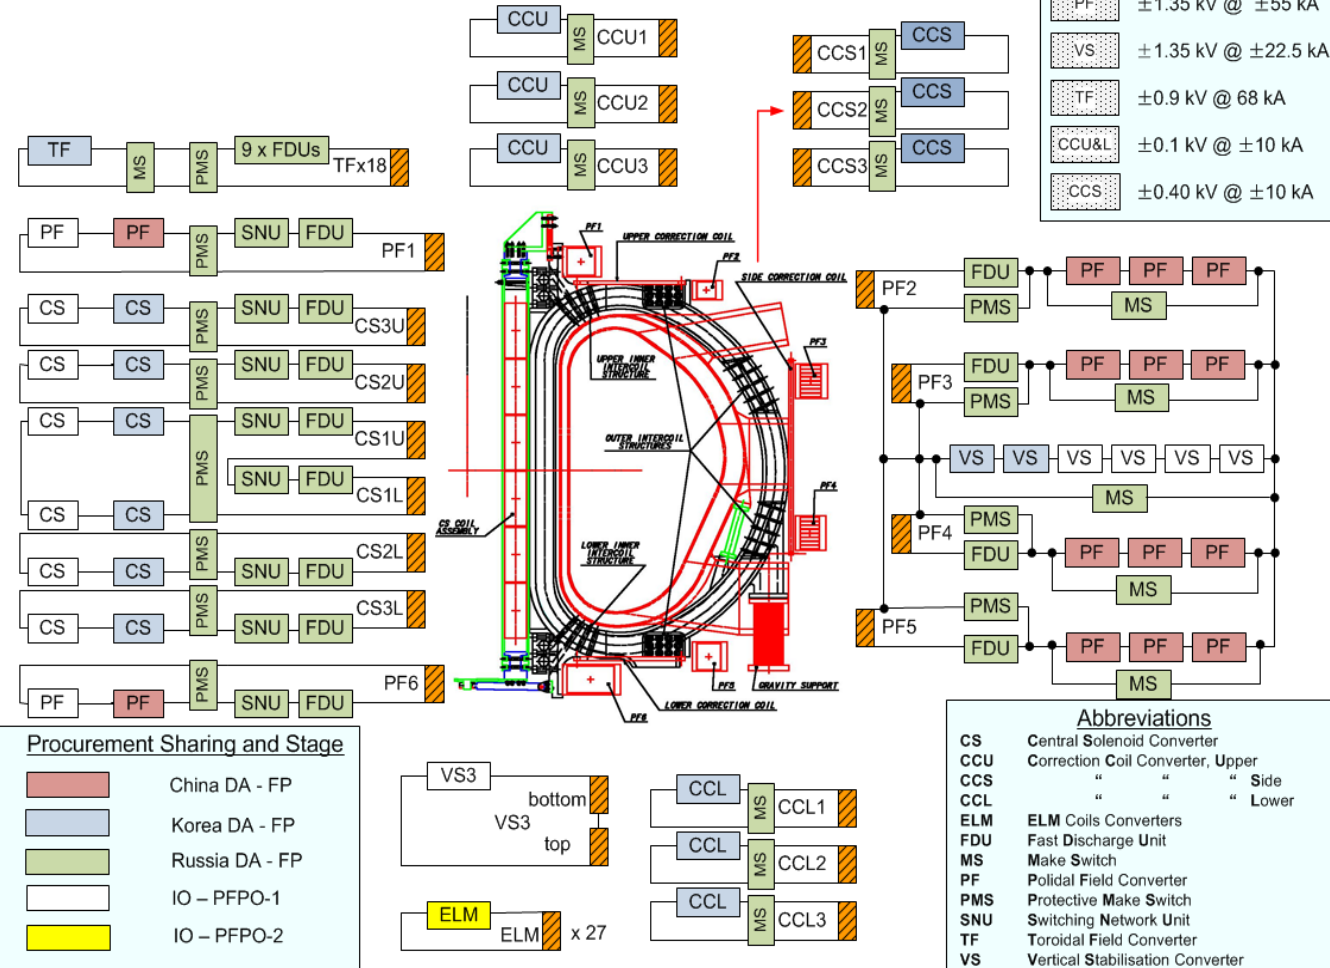 CCU
MS
CCU1
CCU
MS
CCU2
CCU
MS
CCU3
CCS1
MS
CCS
CCS2
MS
CCS
CCS3
MS
CCS
PF
±1.35 kV @ ±55 kA
VS
±1.35 kV @ ±22.5 kA
TF
±0.9 kV @ 68 kA
CCU&L
±0.1 kV @ ±10 kA
CCS
±0.40 kV @ ±10 kA
TF
MS
PMS
9 x FDUs
TFx18
PF
PF
PMS
SNU
FDU
PF1
CS
CS
PMS
SNU
FDU
CS3U
CS
CS
PMS
SNU
FDU
CS2U
CS
CS
PMS
SNU
FDU
CS1U
SNU
FDU
CS1L
CS
CS
CS2L
CS
CS
PMS
SNU
FDU
CS3L
CS
CS
PMS
SNU
FDU
PF6
PF
PF
PMS
SNU
FDU
PF1
UPPER CORRECTION COIL
PF2
SIDE CORRECTION COIL
UPPER INNER
INTERCOIL
STRUCTURE
PF3
OUTER INTERCOIL
STRUCTURES
PF4
CS COIL
ASSEMBLY
LOWER INNER
INTERCOIL
STRUCTURE
PF5
GRAVITY SUPPORT
LOWER CORRECTION COIL
PF6
PF2
FDU
PMS
PF
PF
PF
MS
PF3
FDU
PMS
PF
PF
PF
MS
VS
VS
VS
VS
VS
VS
MS
PF4
PMS
FDU
PF
PF
PF
MS
PF5
PMS
FDU
PF
PF
PF
MS
Procurement Sharing and Stage
China DA - FP
Korea DA - FP
Russia DA - FP
IO – PFPO-1
IO – PFPO-2
VS3
bottom
VS3
top
ELM
ELM
x 27
CCL
MS
CCL1
CCL
MS
CCL2
CCL
MS
CCL3
Abbreviations
CS Central Solenoid Converter
CCU Correction Coil Converter, Upper
CCS “ “ “ Side
CCL “ “ “ Lower
ELM ELM Coils Converters
FDU Fast Discharge Unit
MS Make Switch
PF Polidal Field Converter
PMS Protective Make Switch
SNU Switching Network Unit
TF Toroidal Field Converter
VS Vertical Stabilisation Converter